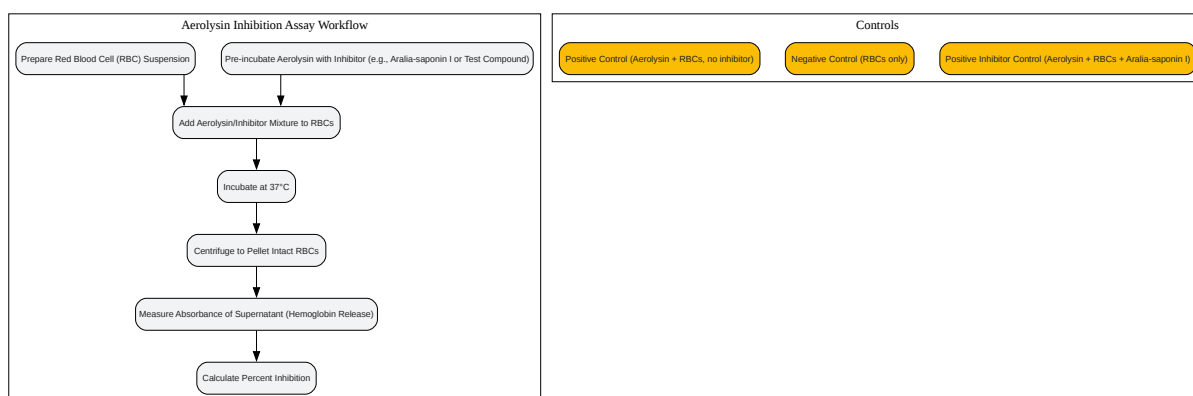 Aerolysin Inhibition Assay Workflow
Prepare Red Blood Cell (RBC) Suspension
Pre-incubate Aerolysin with Inhibitor (e.g., Aralia-saponin I or Test Compound)
Add Aerolysin/Inhibitor Mixture to RBCs
Incubate at 37°C
Centrifuge to Pellet Intact RBCs
Measure Absorbance of Supernatant (Hemoglobin Release)
Calculate Percent Inhibition
Controls
Positive Control (Aerolysin + RBCs, no inhibitor)
Negative Control (RBCs only)
Positive Inhibitor Control (Aerolysin + RBCs + Aralia-saponin I)